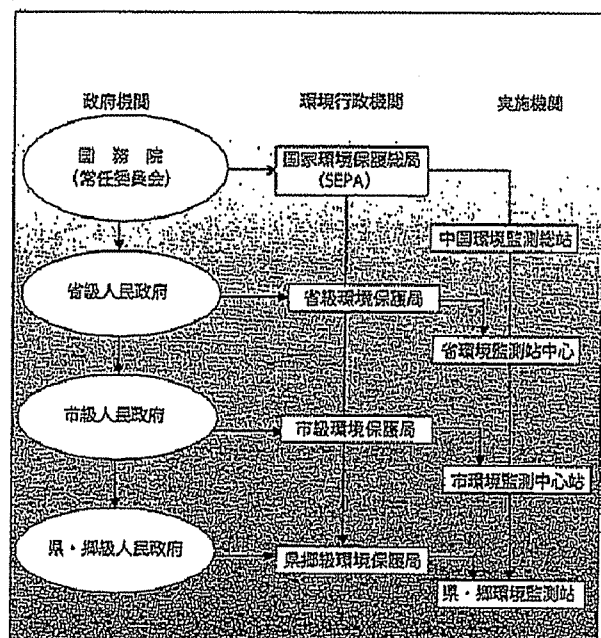 政府機関 環境行政機関 実施機関
国務院
(常任委員会)
国家環境保護総局
(SEPA)
中国環境監測総站
省級人民政府
省級環境保護局
省環境監測站中心
市級人民政府
市級環境保護局
市環境監測中心站
県・郷級人民政府
県郷級環境保護局
県・郷環境監測站